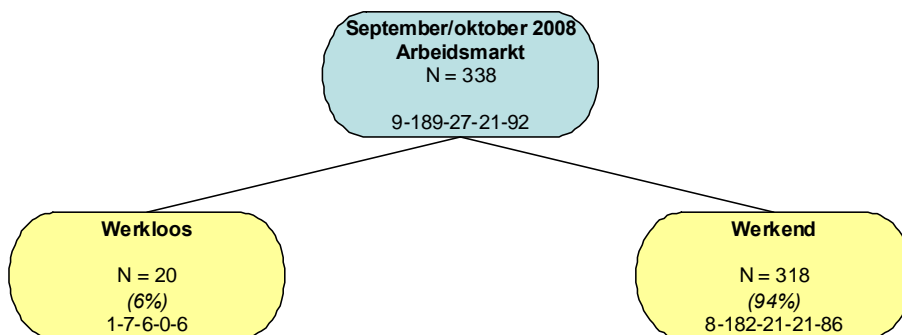 September/oktober 2008
Arbeidsmarkt
N = 338
9-189-27-21-92
Werkloos
N = 20
(6%)
1-7-6-0-6
Werkend
N = 318
(94%)
8-182-21-21-86